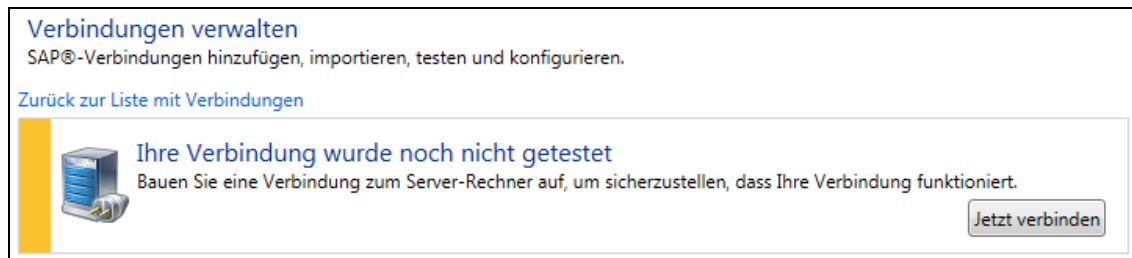 Verbindungen verwalten
SAP®-Verbindungen hinzufügen, importieren, testen und konfigurieren.
Zurück zur Liste mit Verbindungen
Ihre Verbindung wurde noch nicht getestet
Bauen Sie eine Verbindung zum Server-Rechner auf, um sicherzustellen, dass Ihre Verbindung funktioniert.
Jetzt verbinden